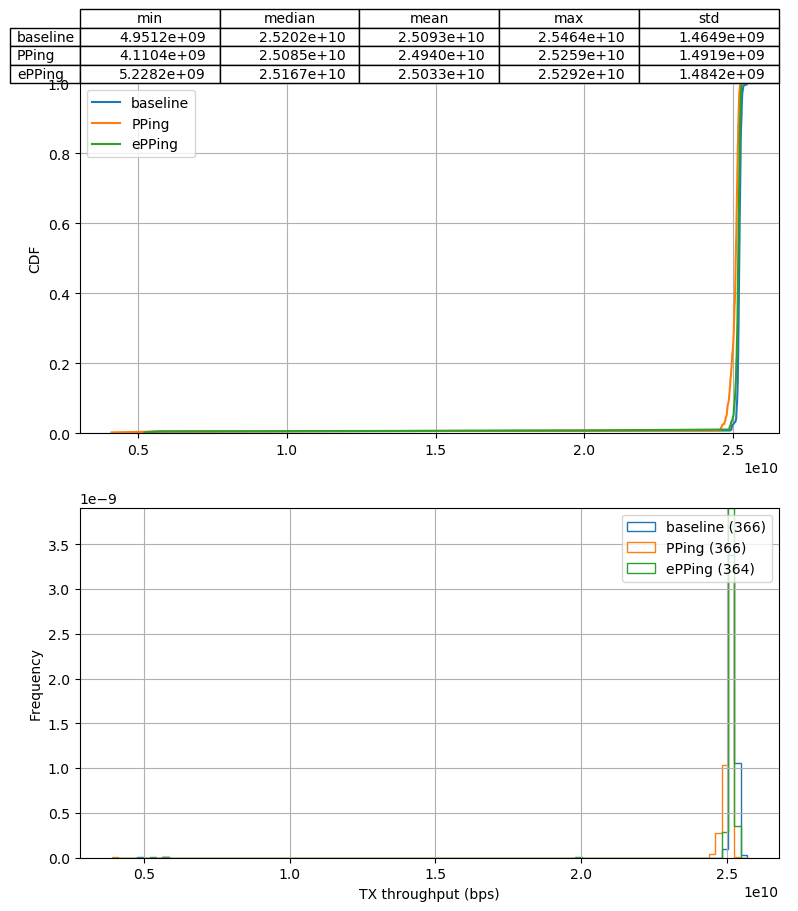 min median mean max std
baseline 4.9512e+09 2.5202e+10 2.5093e+10 2.5464e+10 1.4649e+09
PPing 4.1104e+09 2.5085e+10 2.4940e+10 2.5259e+10 1.4919e+09
ePPing 5.2282e+09 2.5167e+10 2.5033e+10 2.5292e+10 1.4842e+09
1.0
baseline
PPing
ePPing
0.8
0.6
CDF
0.4
0.2
0.0
0.5 1.0 1.5 2.0 2.5
1e10
1e−9
baseline (366)
PPing (366)
ePPing (364)
3.5
3.0
2.5
2.0
Frequency
1.5
1.0
0.5
0.0
0.5 1.0 1.5 2.0 2.5
TX throughput (bps)
1e10